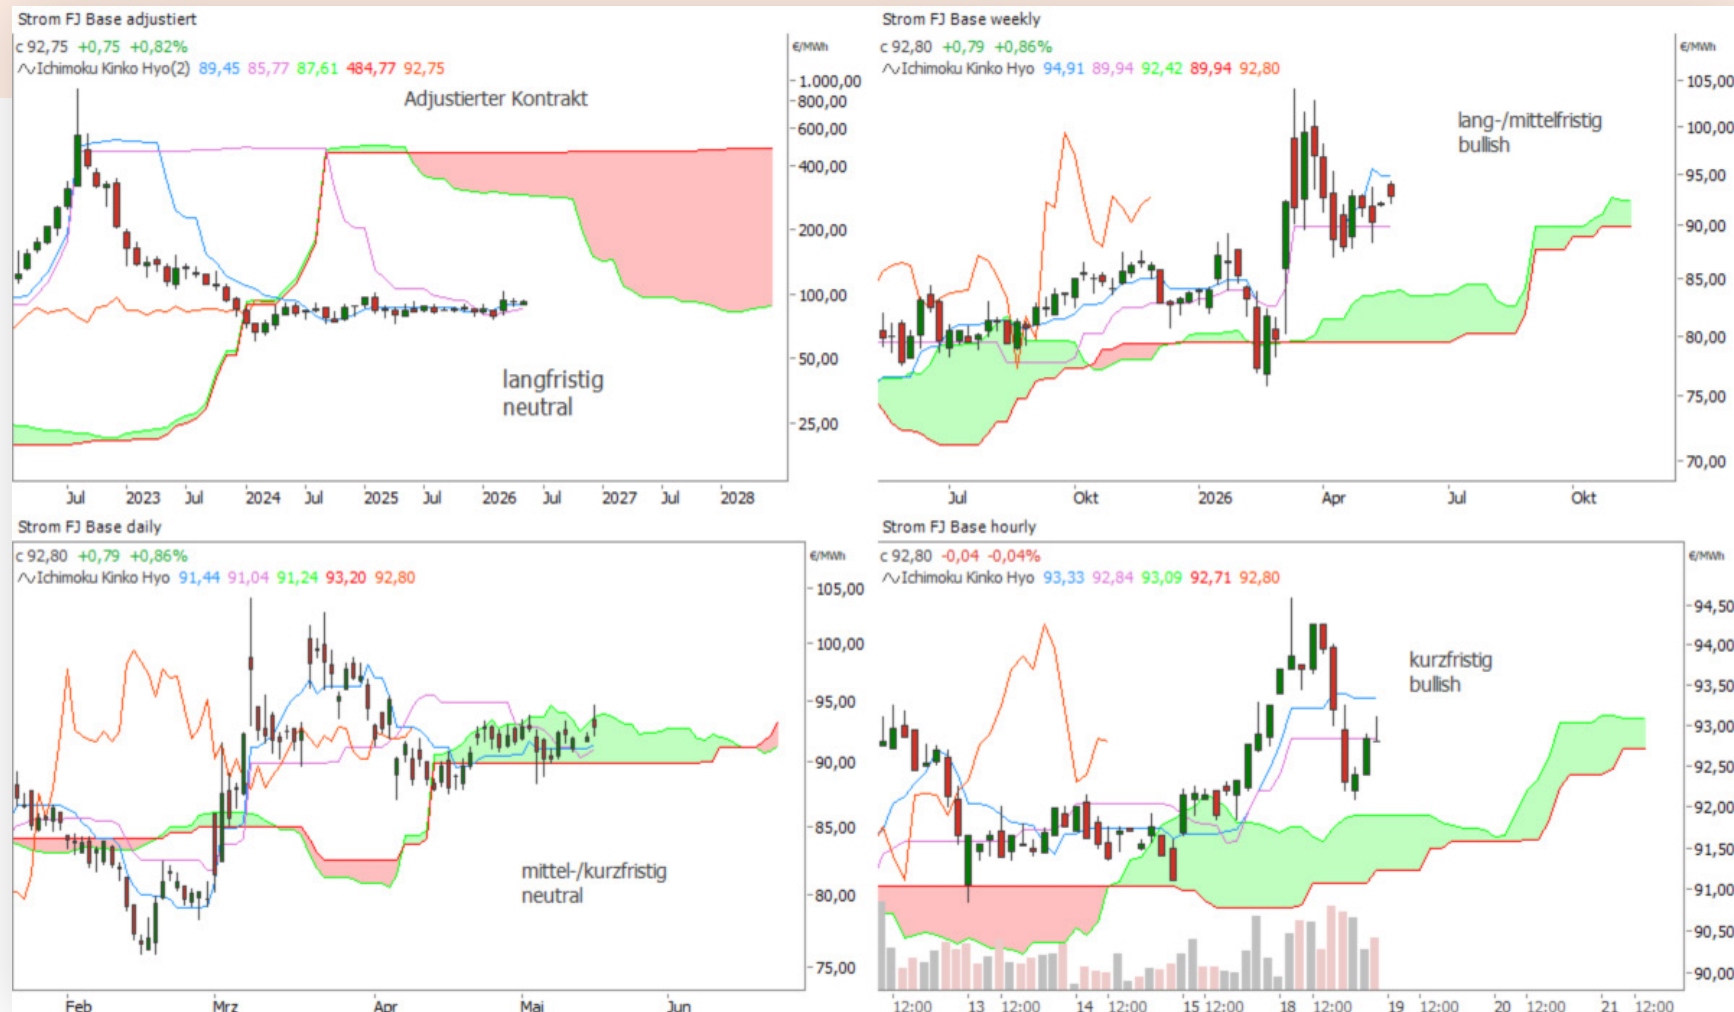 Strom FJ Base adjustiert
c 92,75 +0,75 +0,82%
€/MWh
Ichimoku Kinko Hyo(2) 89,45 85,77 87,61 484,77 92,75
Adjustierter Kontrakt
1.000,00
800,00
600,00
400,00
200,00
100,00
50,00
25,00
langfristig
neutral
Jul 2023 Jul 2024 Jul 2025 Jul 2026 Jul 2027 Jul 2028
Strom FJ Base weekly
c 92,80 +0,79 +0,86%
€/MWh
Ichimoku Kinko Hyo 94,91 89,94 92,42 89,94 92,80
lang-/mittelfristig
bullish
105,00
100,00
95,00
90,00
85,00
80,00
75,00
70,00
Jul Okt 2026 Apr Jul Okt
Strom FJ Base daily
c 92,80 +0,79 +0,86%
€/MWh
Ichimoku Kinko Hyo 91,44 91,04 91,24 93,20 92,80
105,00
100,00
95,00
90,00
85,00
80,00
75,00
mittel-/kurzfristig
neutral
Feb Mrz Apr Mai Jun
Strom FJ Base hourly
c 92,80 -0,04 -0,04%
€/MWh
Ichimoku Kinko Hyo 93,33 92,84 93,09 92,71 92,80
kurzfristig
bullish
94,50
94,00
93,50
93,00
92,50
92,00
91,50
91,00
90,50
90,00
12:00 13 12:00 14 12:00 15 12:00 18 12:00 19 12:00 20 12:00 21 12:00